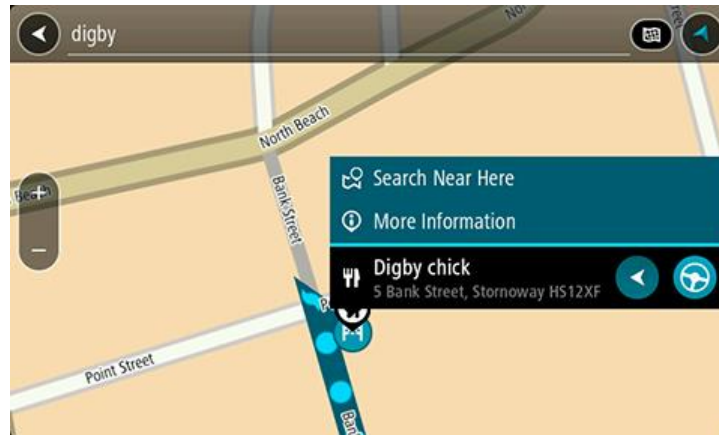 digby
North Beach
Bank Street
Search Near Here
More Information
Digby chick
5 Bank Street, Stornoway HS12XF
Point Street